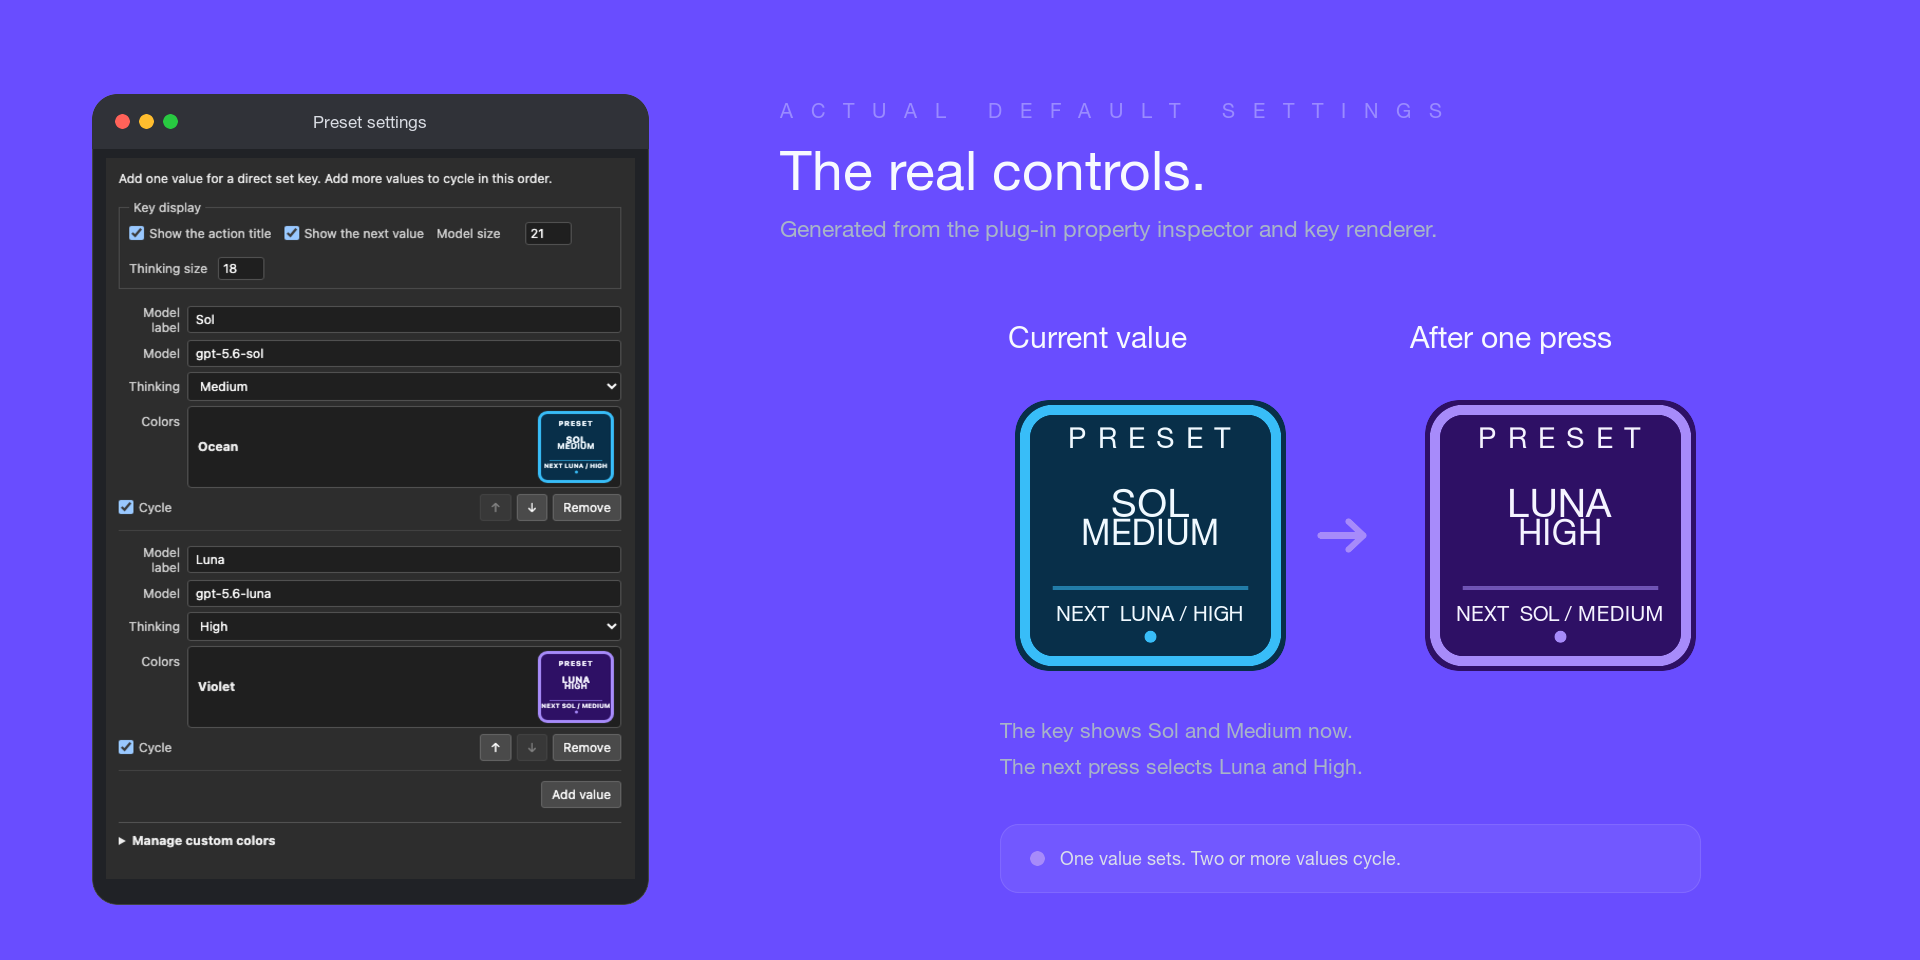 Preset settings
Add one value for a direct set key. Add more values to cycle in this order.
Key display
Show the action title
Show the next value
Model size
21
Thinking size
18
Model label
Sol
Model
gpt-5.6-sol
Thinking
Medium
Colors
Ocean
PRESET
SOL
MEDIUM
NEXT LUNA / HIGH
Cycle
↑
↓
Remove
Model label
Luna
Model
gpt-5.6-luna
Thinking
High
Colors
Violet
PRESET
LUNA
HIGH
NEXT SOL / MEDIUM
Cycle
↑
↓
Remove
Add value
Manage custom colors
ACTUAL DEFAULT SETTINGS
The real controls.
Generated from the plug-in property inspector and key renderer.
Current value
PRESET
SOL
MEDIUM
NEXT LUNA / HIGH
After one press
PRESET
LUNA
HIGH
NEXT SOL / MEDIUM
The key shows Sol and Medium now.
The next press selects Luna and High.
One value sets. Two or more values cycle.